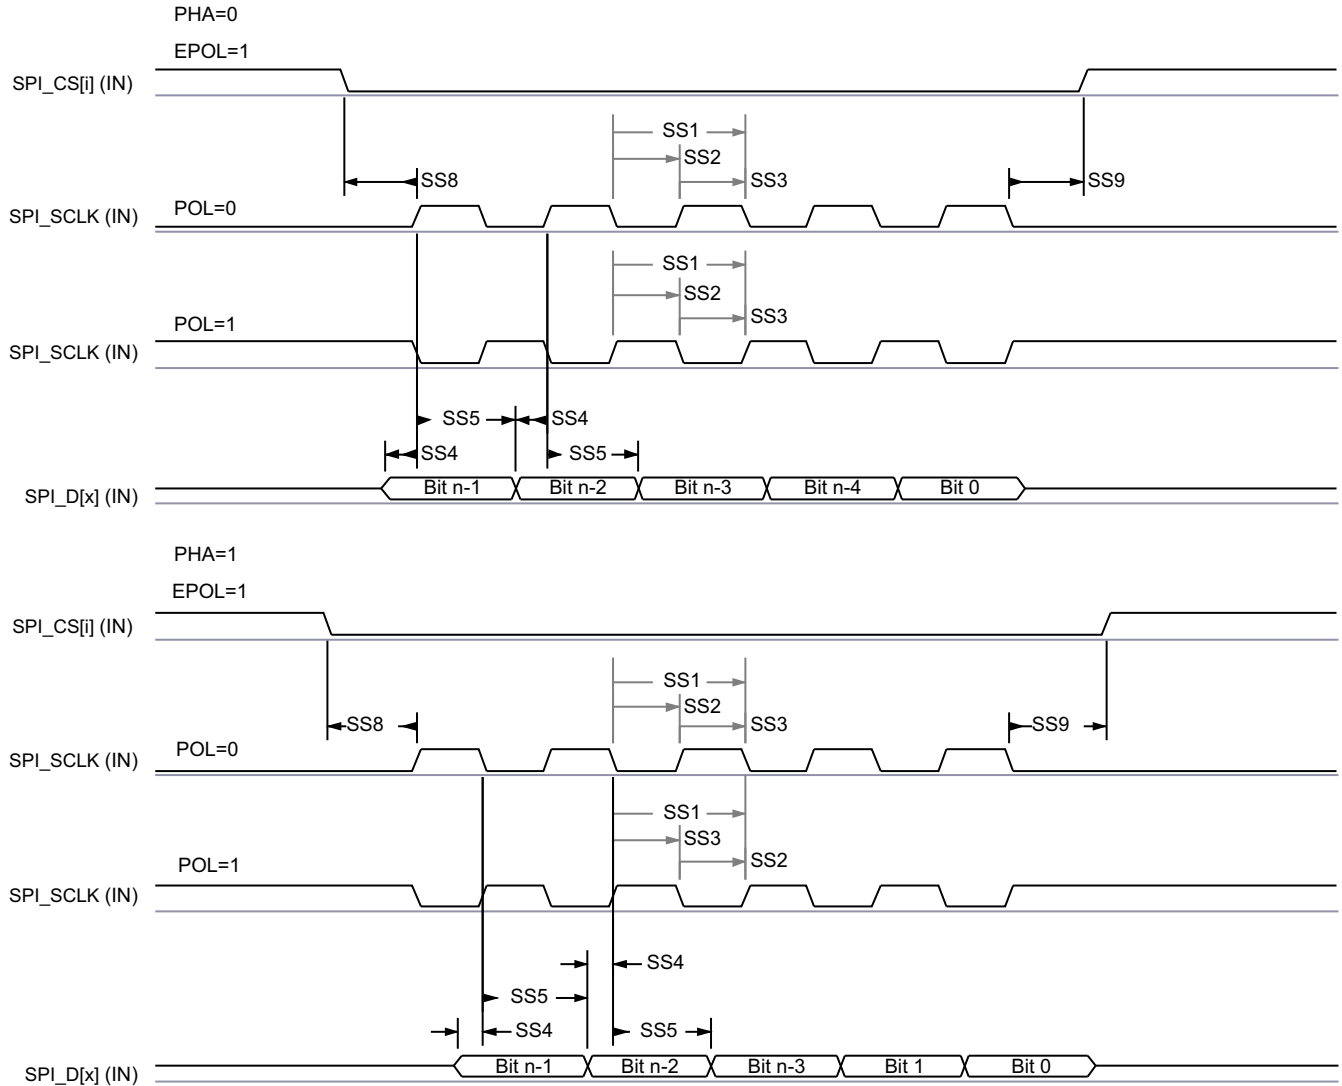 PHA=0
EPOL=1
SPI_CS[i] (IN)
SS1
SS2
SS8
SS3
SS9
POL=0
SPI_SCLK (IN)
SS1
SS2
SS3
POL=1
SPI_SCLK (IN)
SS5
SS4
SS4
SS5
SPI_D[x] (IN)
Bit n-1
Bit n-2
Bit n-3
Bit n-4
Bit 0
PHA=1
EPOL=1
SPI_CS[i] (IN)
SS1
SS2
SS8
SS3
SS9
POL=0
SPI_SCLK (IN)
SS1
SS3
SS2
POL=1
SPI_SCLK (IN)
SS4
SS5
SS4
SS5
SPI_D[x] (IN)
Bit n-1
Bit n-2
Bit n-3
Bit 1
Bit 0